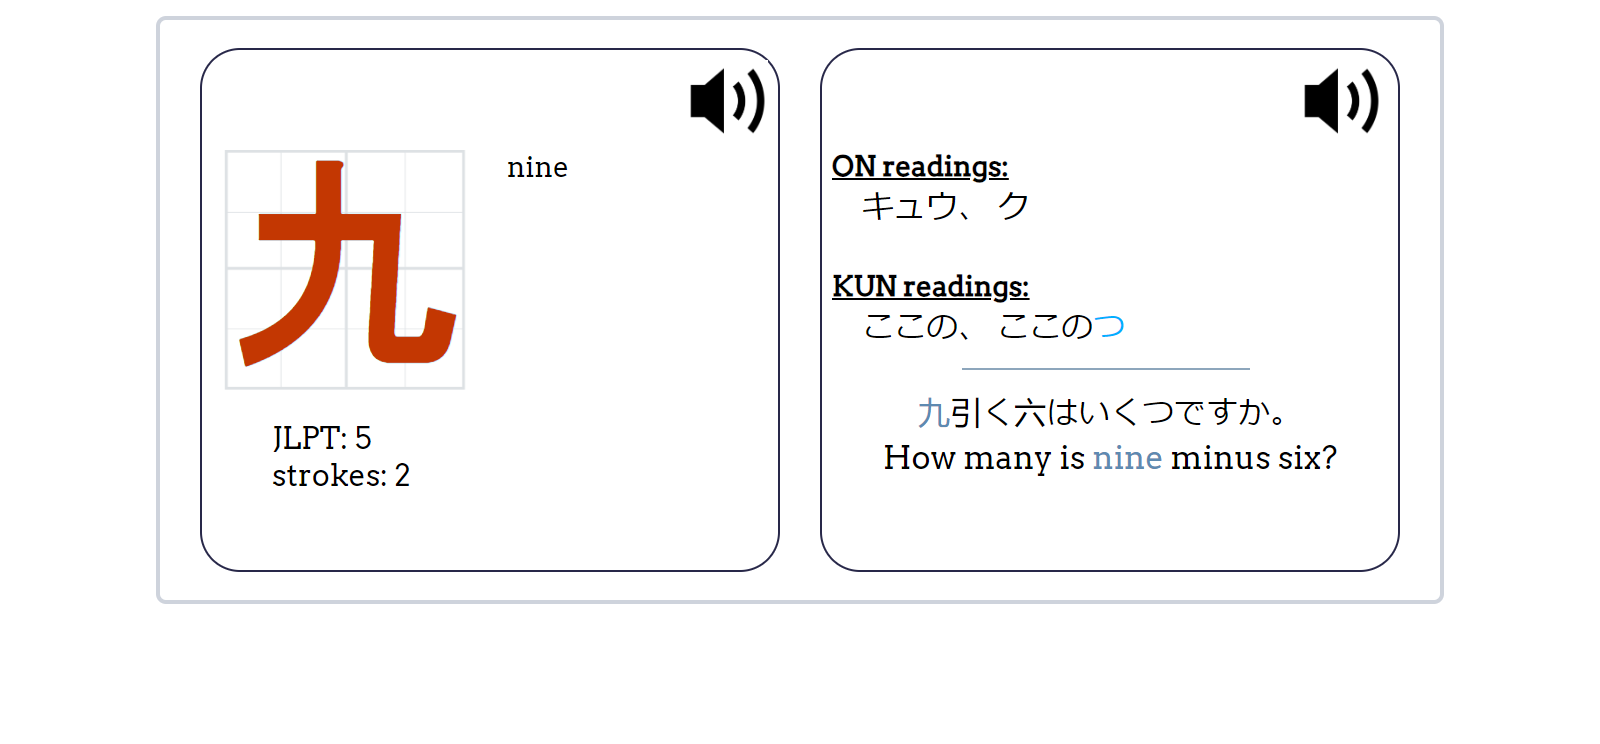 九
nine
JLPT: 5
strokes: 2
ON readings:
キュウ、 ク
KUN readings:
ここの、 ここのつ
九引く六はいくつですか。
How many is nine minus six?